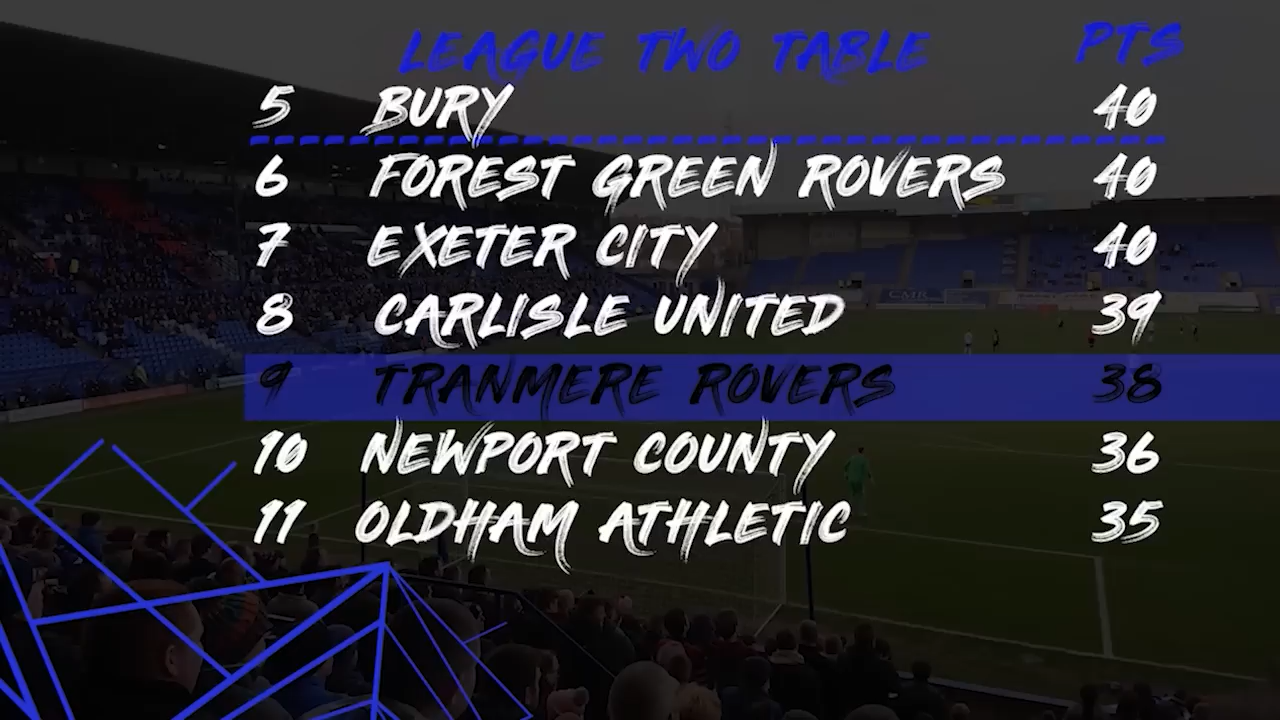 LEAGUE TWO TABLE PTS
5 BURY 40
6 FOREST GREEN ROVERS 40
7 EXETER CITY 40
8 CARLISLE UNITED 39
9 TRANMERE ROVERS 38
10 NEWPORT COUNTY 36
11 OLDHAM ATHLETIC 35